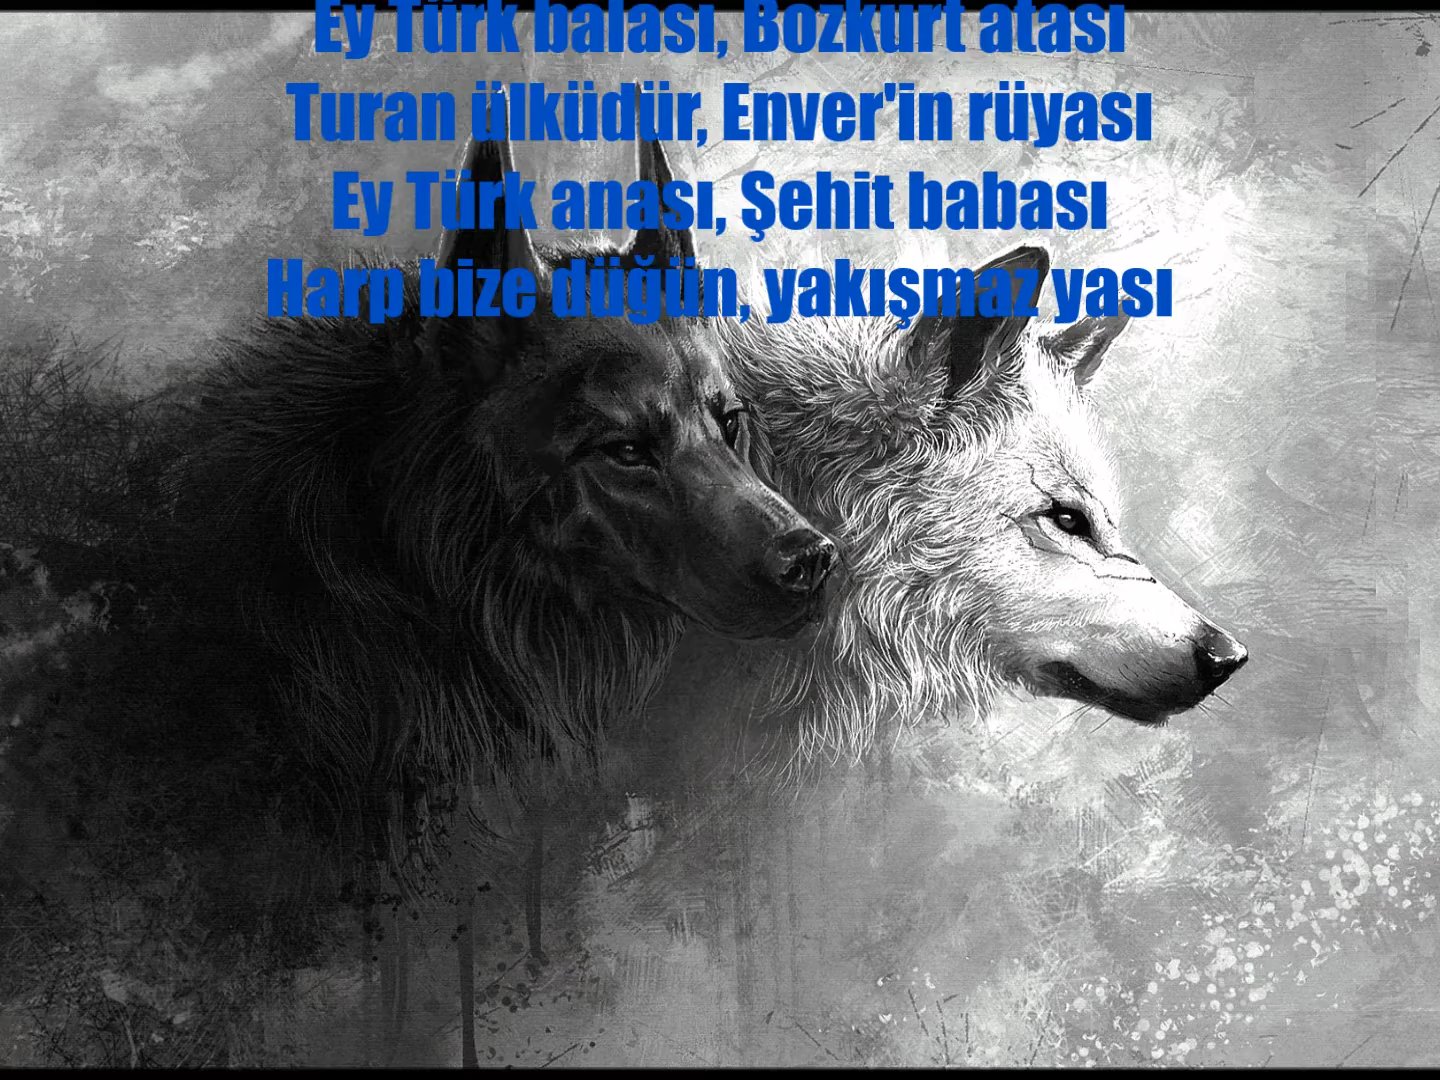 Ey Türk balası, Bozkurt atası
Turan ülküdür, Enver'in rüyası
Ey Türk anası, Şehit babası
Harp bize düğün, yakışmaz yası